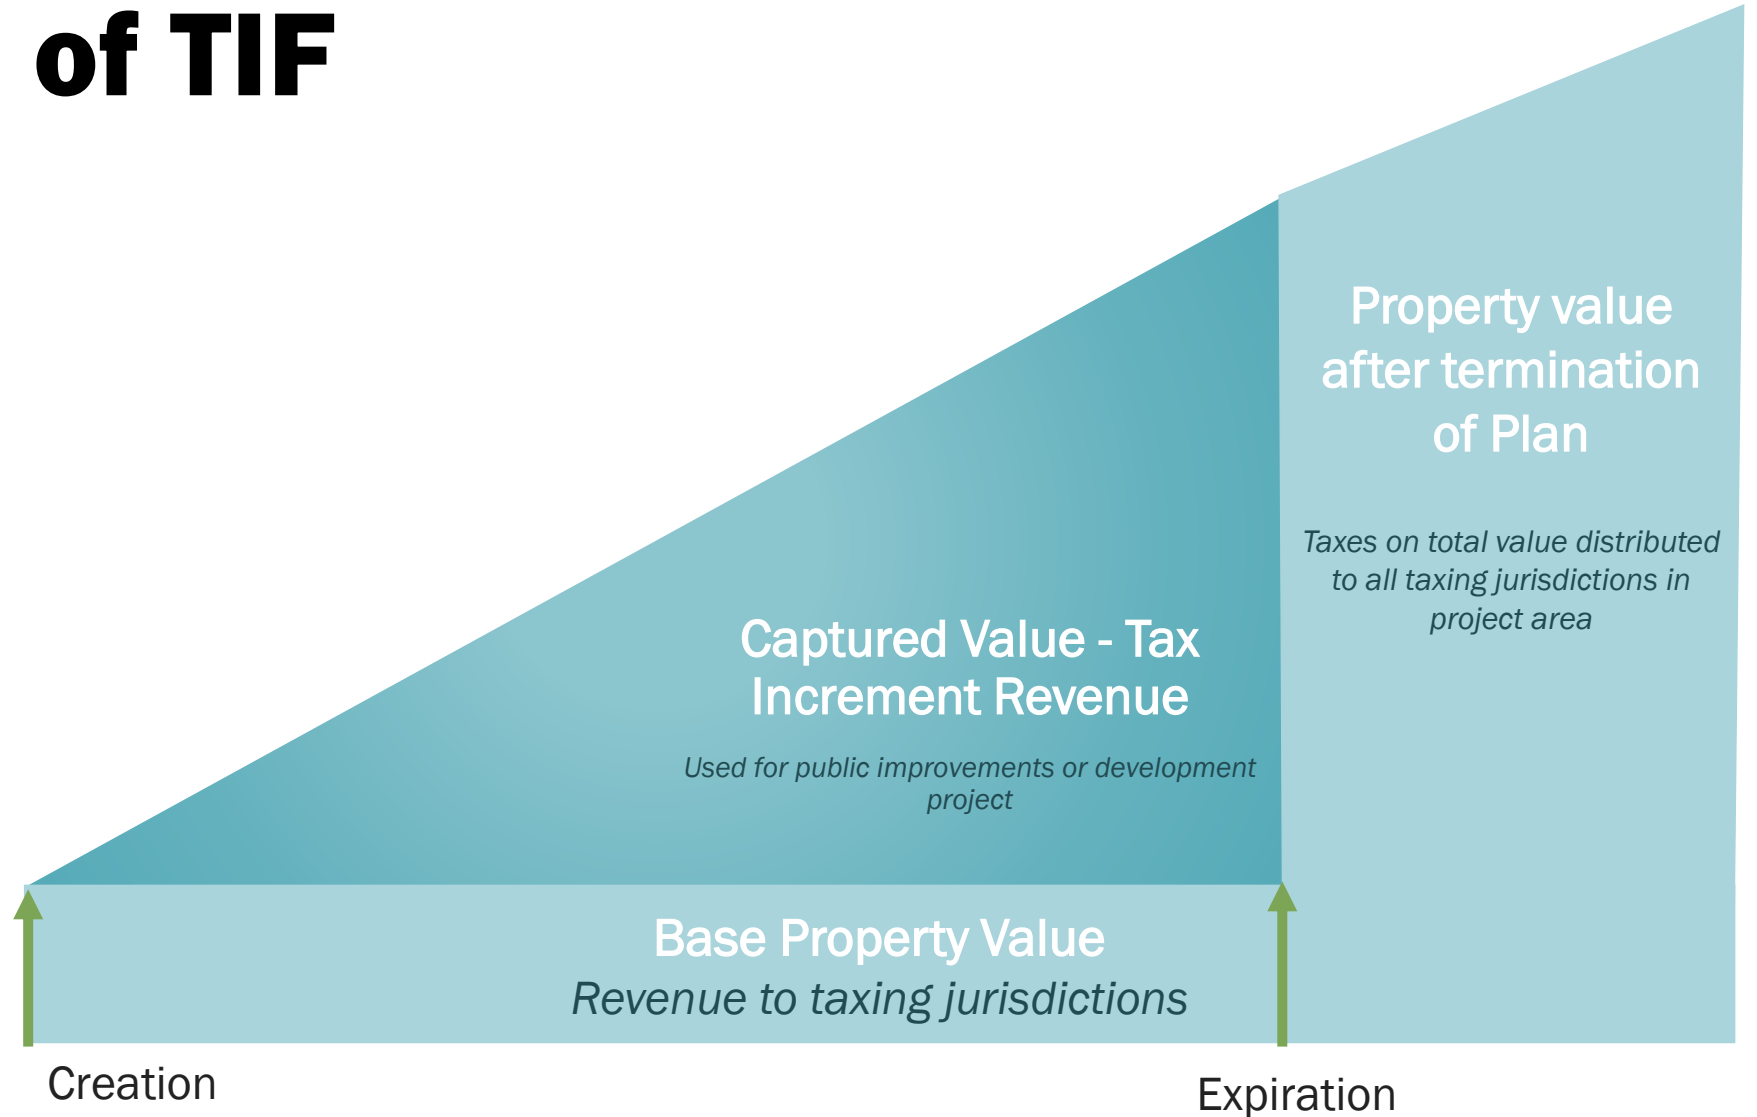 of TIF
Property value
after termination
of Plan
Taxes on total value distributed
to all taxing jurisdictions in
project area
Captured Value - Tax
Increment Revenue
Used for public improvements or development
project
Base Property Value
Revenue to taxing jurisdictions
Creation
Expiration